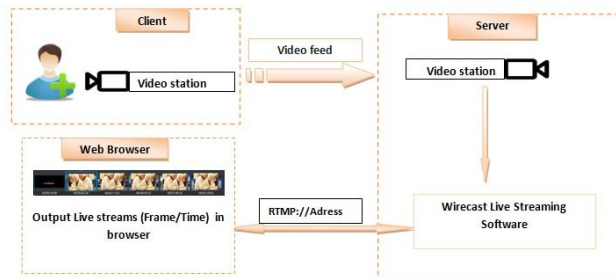 Client
Video station
Video feed
Server
Video station
Web Browser
Output Live streams (Frame/Time) in
browser
RTMP://Adress
Wirecast Live Streaming
Software